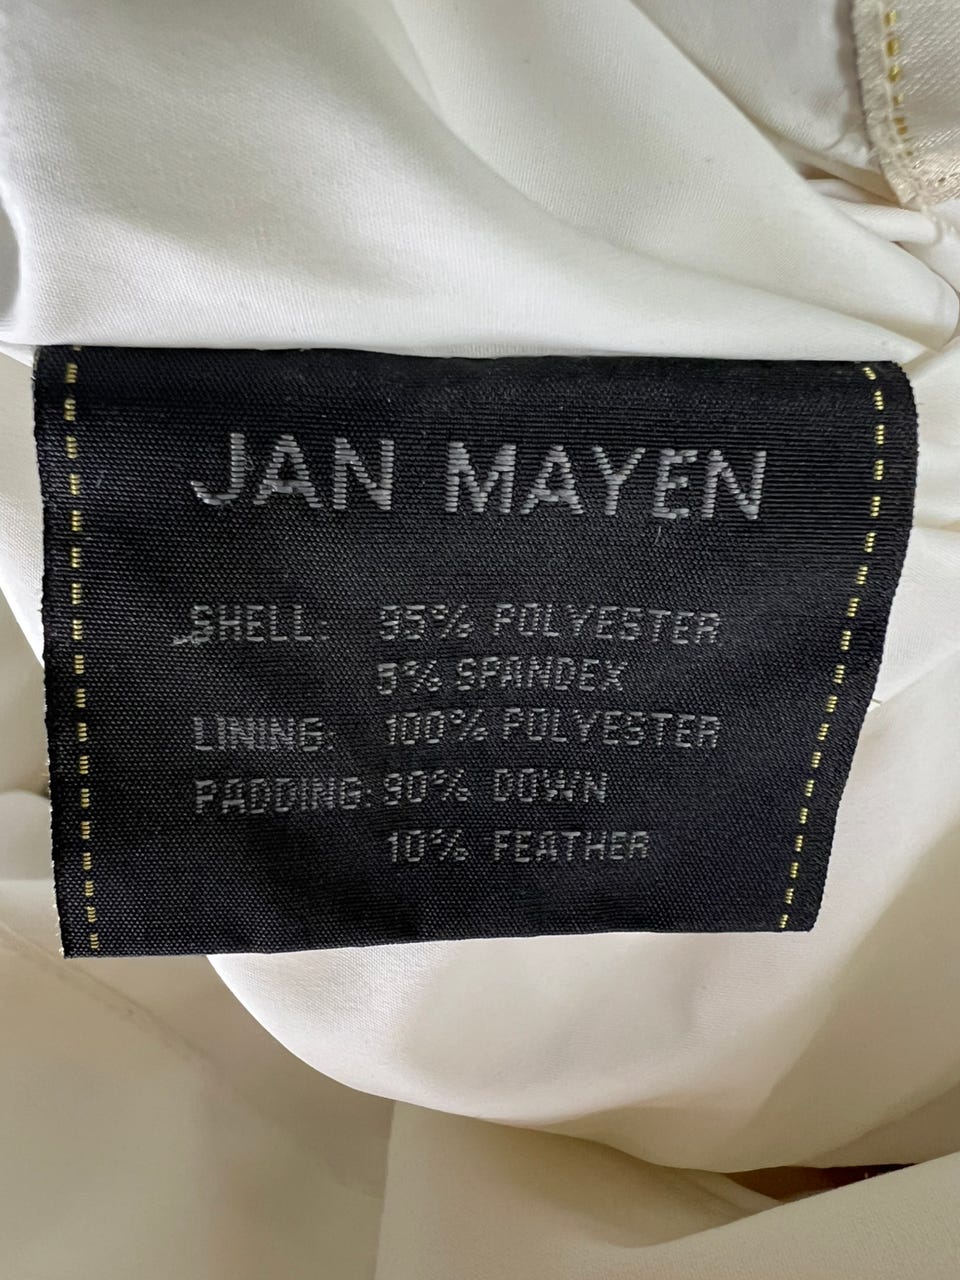 JAN MAYEN
SHELL: 95% POLYESTER
5% SPANDEX
LINING: 100% POLYESTER
PADDING: 90% DOWN
10% FEATHER